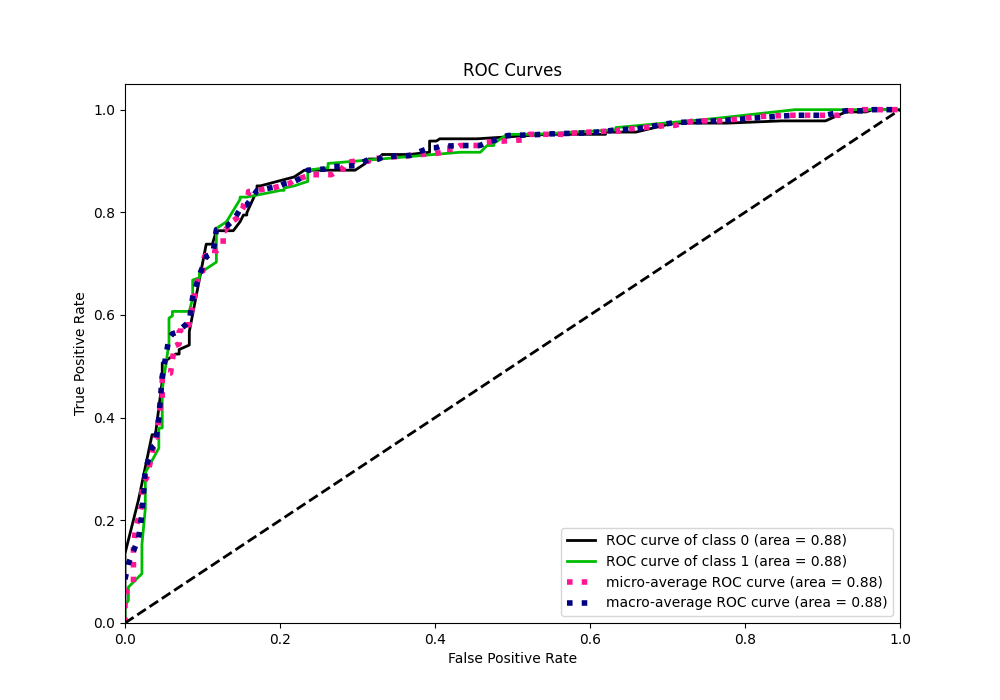 ROC Curves
True Positive Rate
1.0
0.8
0.6
0.4
0.2
0.0
0.0 0.2 0.4 0.6 0.8 1.0
False Positive Rate
ROC curve of class 0 (area = 0.88)
ROC curve of class 1 (area = 0.88)
micro-average ROC curve (area = 0.88)
macro-average ROC curve (area = 0.88)